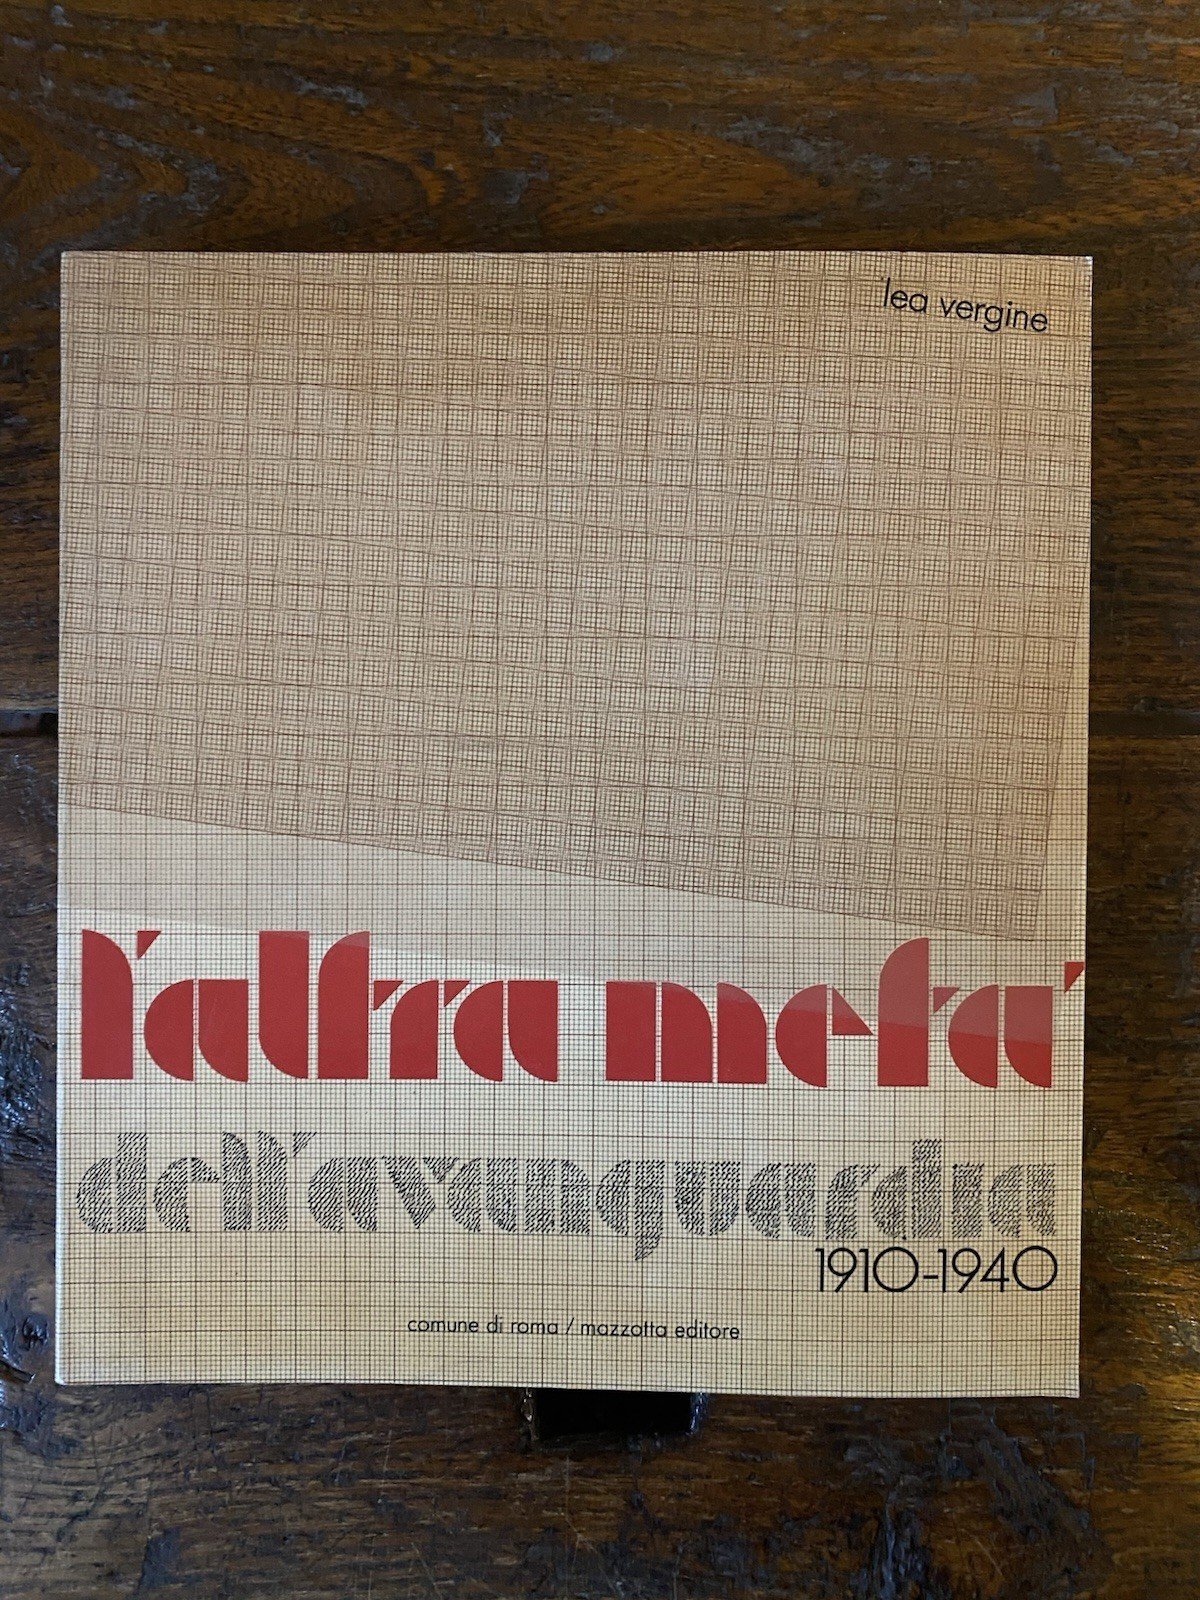 lea vergine
l'altra meta'
dell'avanguardia
1910-1940
comune di roma / mazzotta editore